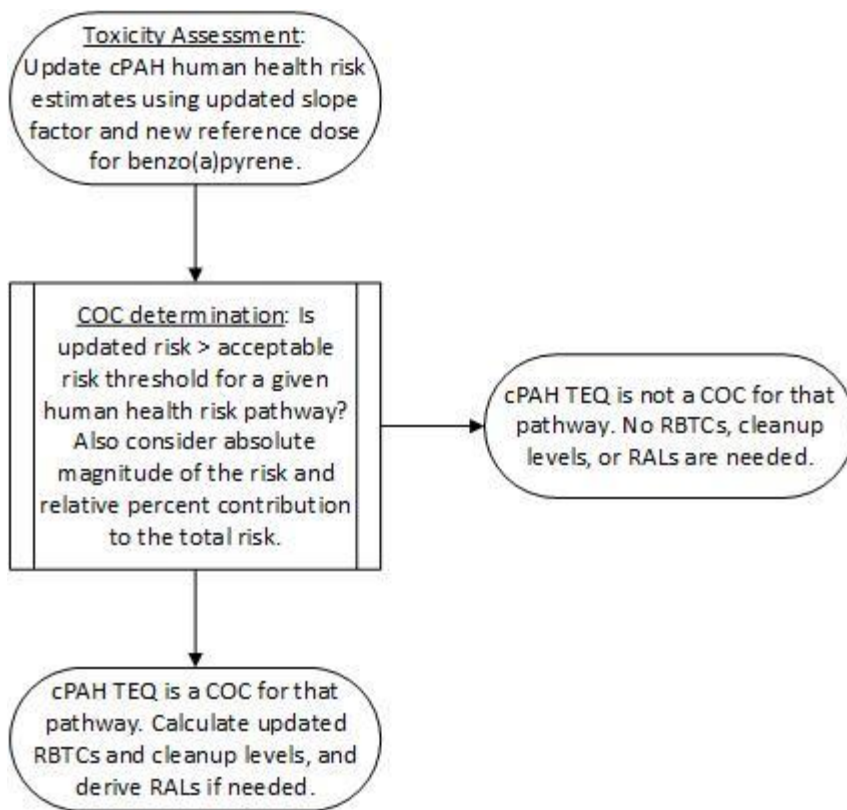 Toxicity Assessment:
Update cPAH human health risk
estimates using updated slope
factor and new reference dose
for benzo(a)pyrene.
COC determination: Is
updated risk > acceptable
risk threshold for a given
human health risk pathway?
Also consider absolute
magnitude of the risk and
relative percent contribution
to the total risk.
cPAH TEQ is not a COC for that
pathway. No RBTCs, cleanup
levels, or RALs are needed.
cPAH TEQ is a COC for that
pathway. Calculate updated
RBTCs and cleanup levels, and
derive RALs if needed.